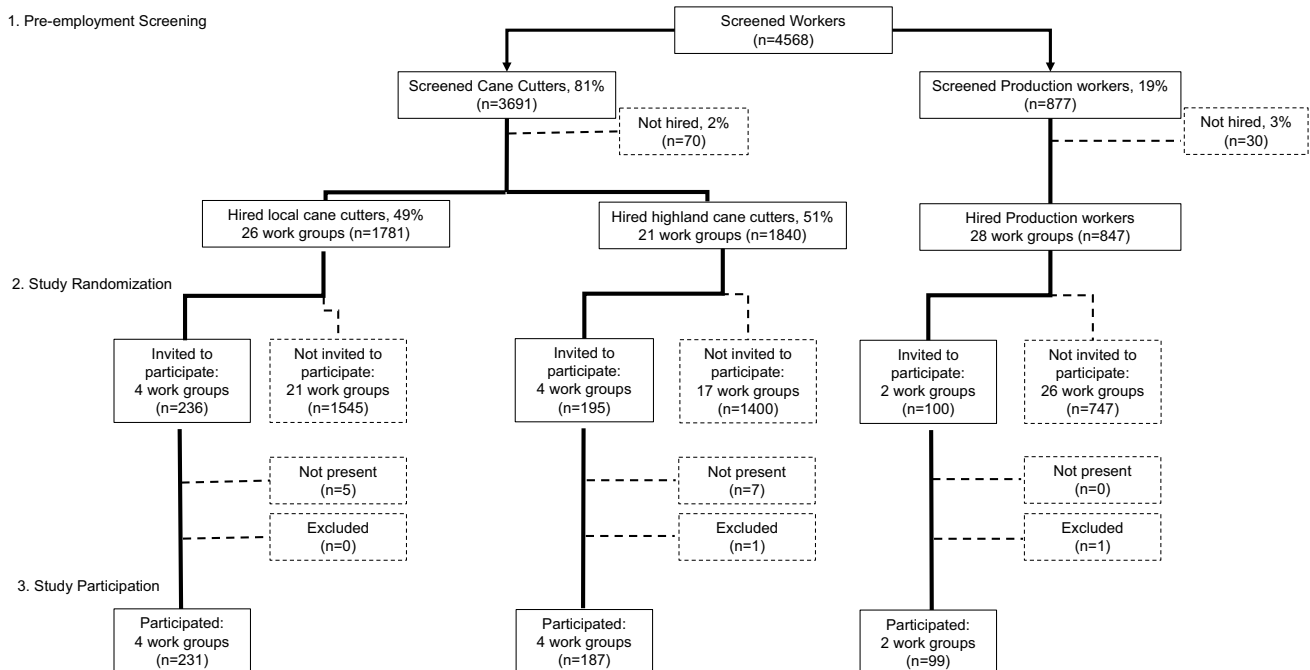 1. Pre-employment Screening
Screened Workers
(n=4568)
Screened Cane Cutters, 81%
(n=3691)
Screened Production workers, 19%
(n=877)
Not hired, 2%
(n=70)
Not hired, 3%
(n=30)
Hired local cane cutters, 49%
26 work groups (n=1781)
Hired highland cane cutters, 51%
21 work groups (n=1840)
Hired Production workers
28 work groups (n=847)
2. Study Randomization
Invited to
participate:
4 work groups
(n=236)
Not invited to
participate:
21 work groups
(n=1545)
Invited to
participate:
4 work groups
(n=195)
Not invited to
participate:
17 work groups
(n=1400)
Invited to
participate:
2 work groups
(n=100)
Not invited to
participate:
26 work groups
(n=747)
Not present
(n=5)
Not present
(n=7)
Not present
(n=0)
Excluded
(n=0)
Excluded
(n=1)
Excluded
(n=1)
3. Study Participation
Participated:
4 work groups
(n=231)
Participated:
4 work groups
(n=187)
Participated:
2 work groups
(n=99)